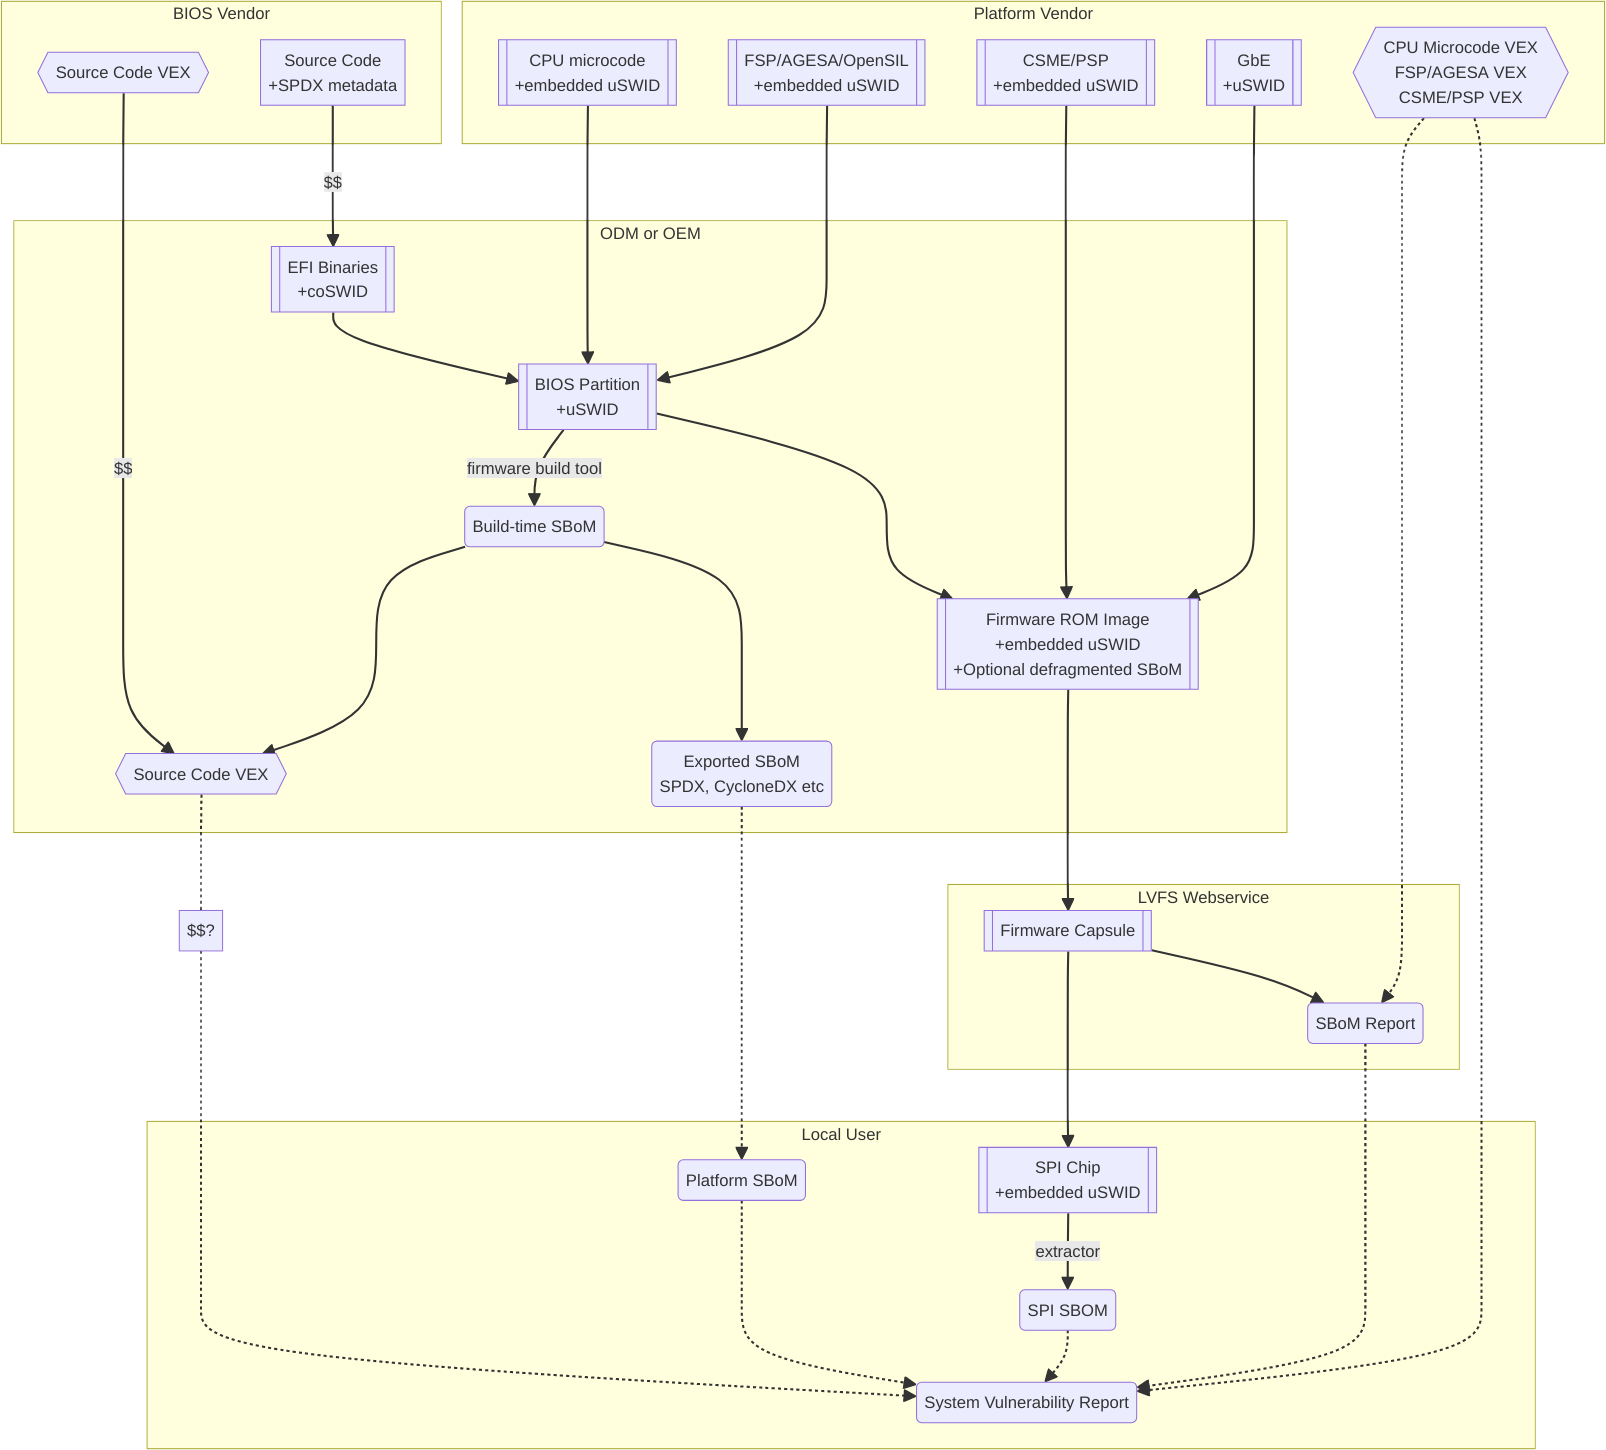 BIOS Vendor
Source Code VEX
Source Code
+SPDX metadata
Platform Vendor
CPU microcode
+embedded uSWID
FSP/AGESA/OpenSIL
+embedded uSWID
CSME/PSP
+embedded uSWID
GbE
+uSWID
CPU Microcode VEX
FSP/AGESA VEX
CSME/PSP VEX
$$
ODM or OEM
EFI Binaries
+coSWID
BIOS Partition
+uSWID
$$
firmware build tool
Build-time SBoM
Firmware ROM Image
+embedded uSWID
+Optional defragmented SBoM
Source Code VEX
Exported SBoM
SPDX, CycloneDX etc
LVFS Webservice
Firmware Capsule
$$?
SBoM Report
Local User
Platform SBoM
SPI Chip
+embedded uSWID
extractor
SPI SBOM
System Vulnerability Report